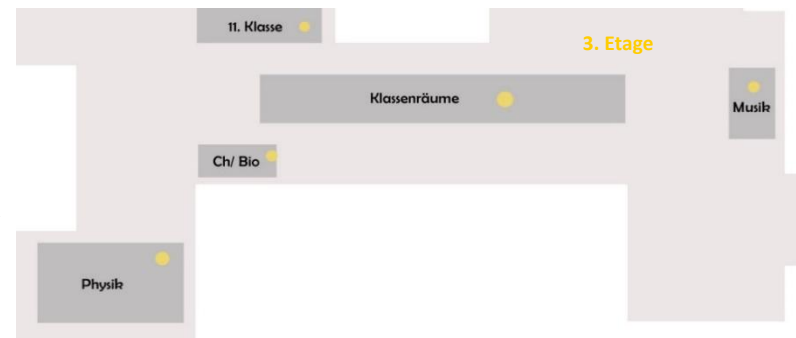 11. Klasse
3. Etage
Klassenräume
Musik
Ch/ Bio
Physik